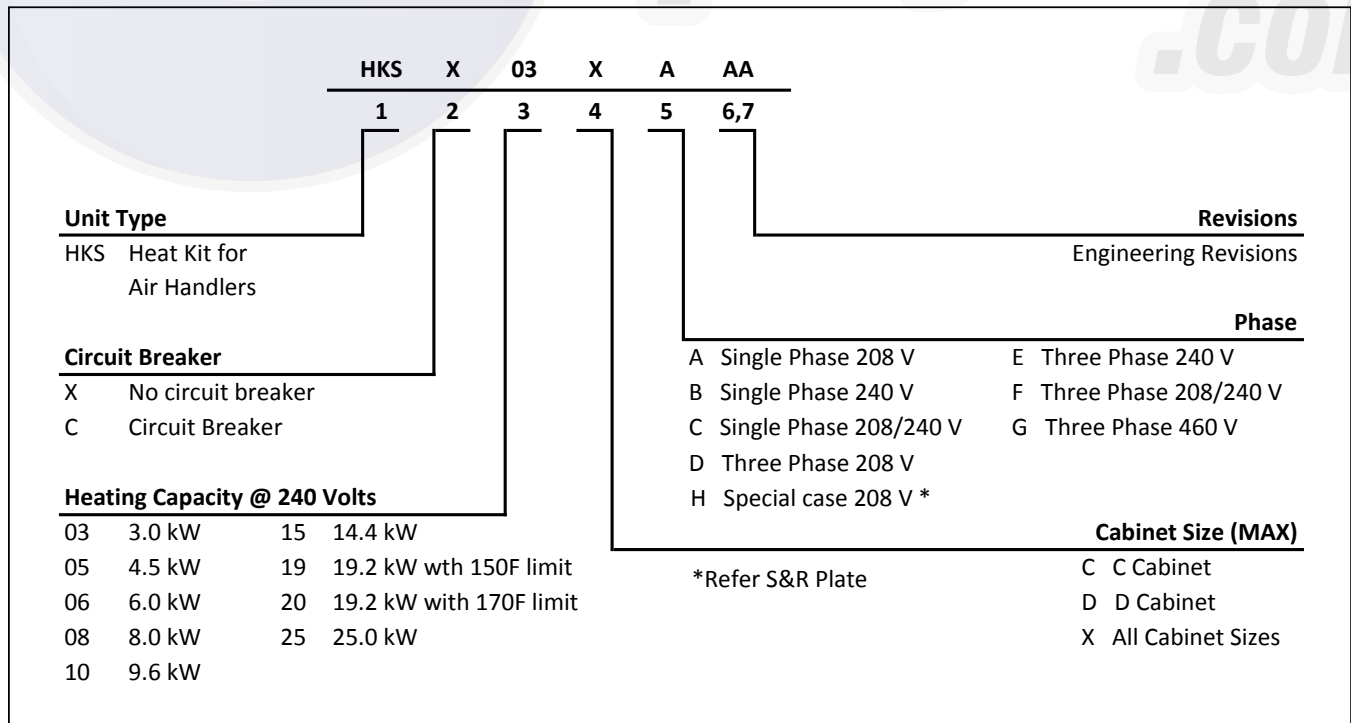 .COM
HKS X 03 X A AA
1 2 3 4 5 6,7
Unit Type
HKS Heat Kit for
Air Handlers
Circuit Breaker
X No circuit breaker
C Circuit Breaker
Heating Capacity @ 240 Volts
03 3.0 kW 15 14.4 kW
05 4.5 kW 19 19.2 kW wth 150F limit
06 6.0 kW 20 19.2 kW with 170F limit
08 8.0 kW 25 25.0 kW
10 9.6 kW
Revisions
Engineering Revisions
Phase
A Single Phase 208 V E Three Phase 240 V
B Single Phase 240 V F Three Phase 208/240 V
C Single Phase 208/240 V G Three Phase 460 V
D Three Phase 208 V
H Special case 208 V *
*Refer S&R Plate
Cabinet Size (MAX)
C C Cabinet
D D Cabinet
X All Cabinet Sizes